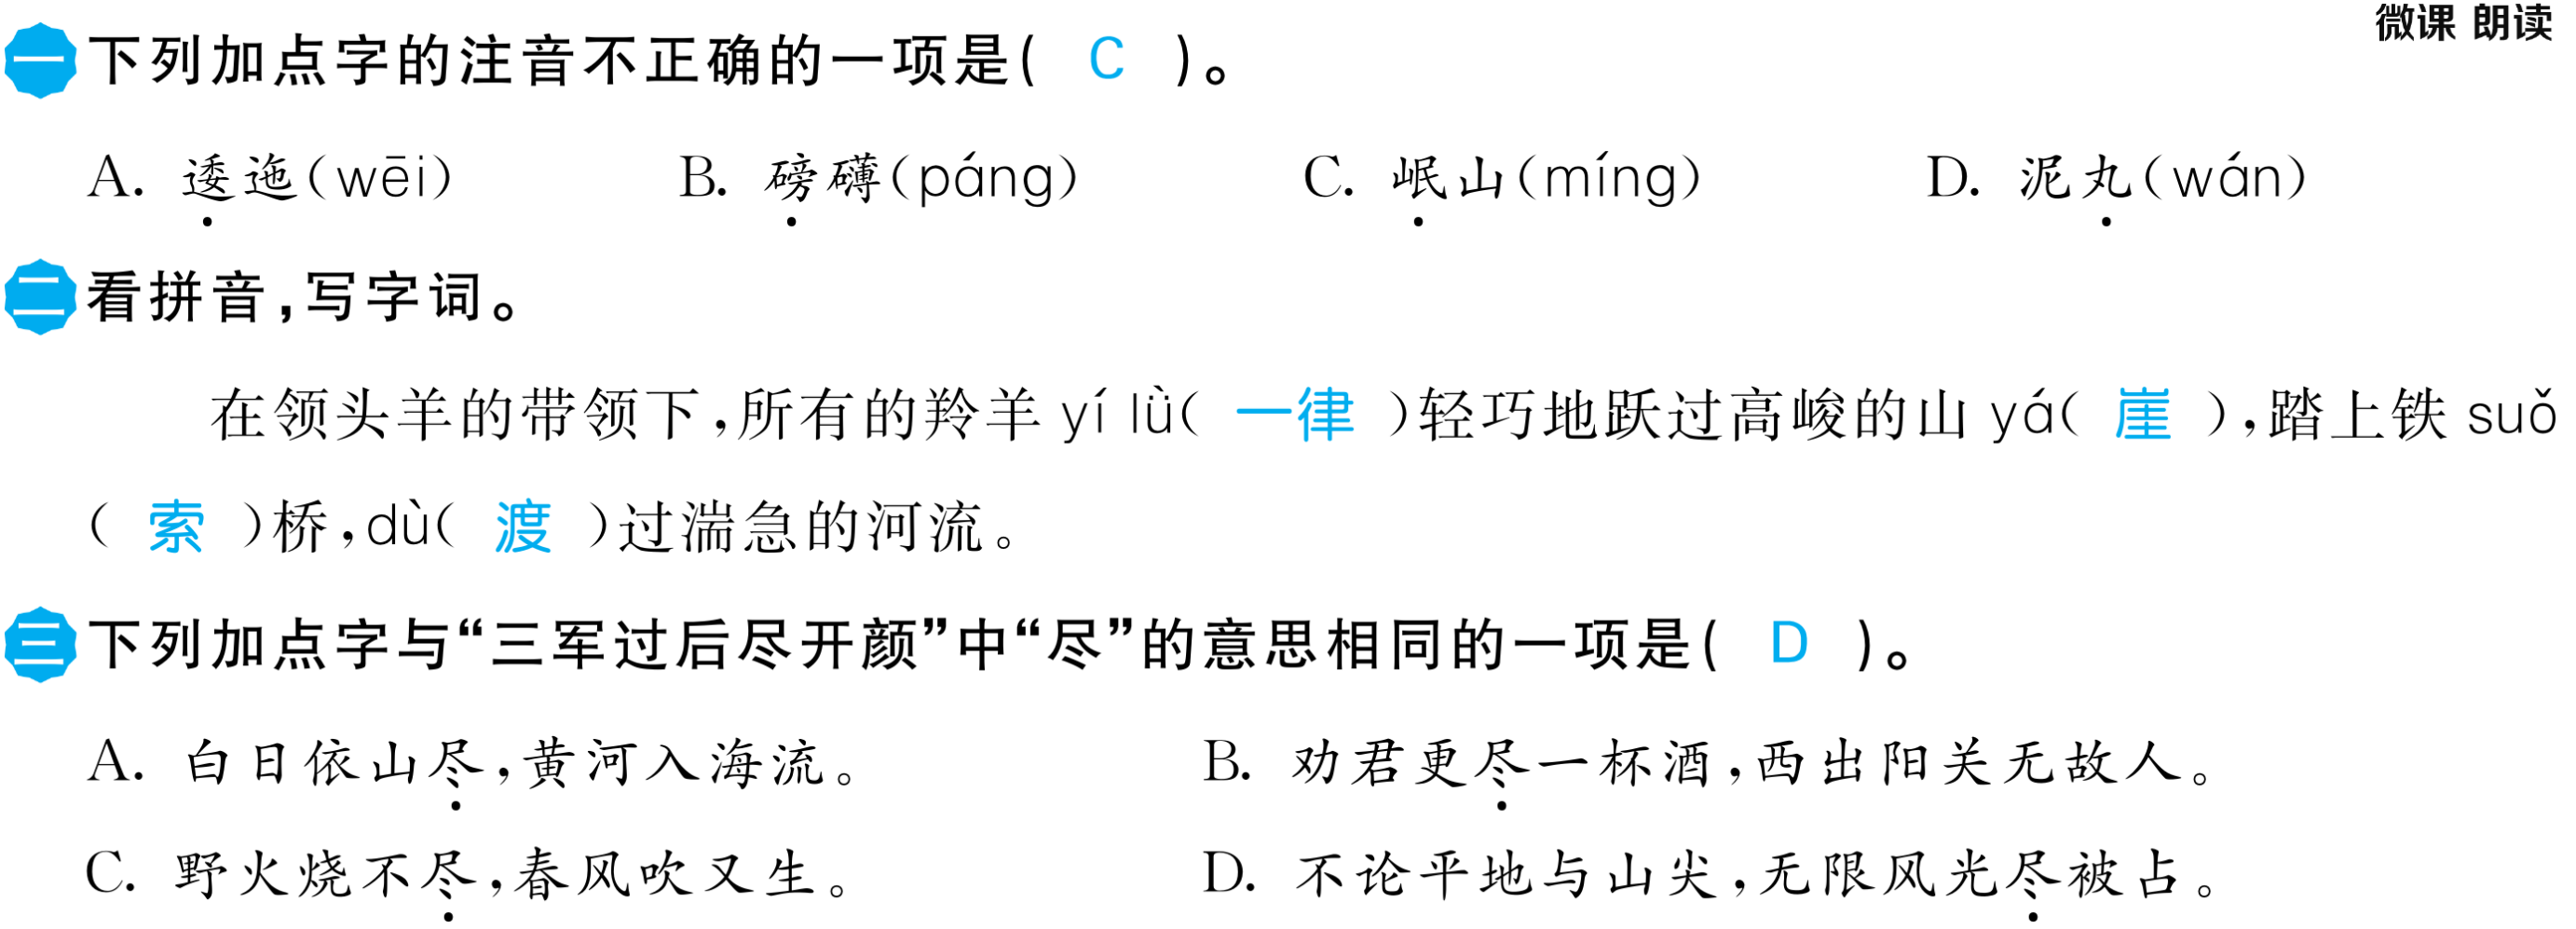 微课 朗读
一 下列加点字的注音不正确的一项是( C )。
A. 逶迤(wēi) B. 磅礴(páng) C. 岷山(míng) D. 泥丸(wán)
二 看拼音,写字词。
在领头羊的带领下,所有的羚羊 yí lǜ( 一律 )轻巧地跃过高峻的山 yá( 崖 ),踏上铁 suǒ
( 索 )桥,dù( 渡 )过湍急的河流。
三 下列加点字与“三军过后尽开颜”中“尽”的意思相同的一项是( D )。
A. 白日依山尽,黄河入海流。 B. 劝君更尽一杯酒,西出阳关无故人。
C. 野火烧不尽,春风吹又生。 D. 不论平地与山尖,无限风光尽被占。